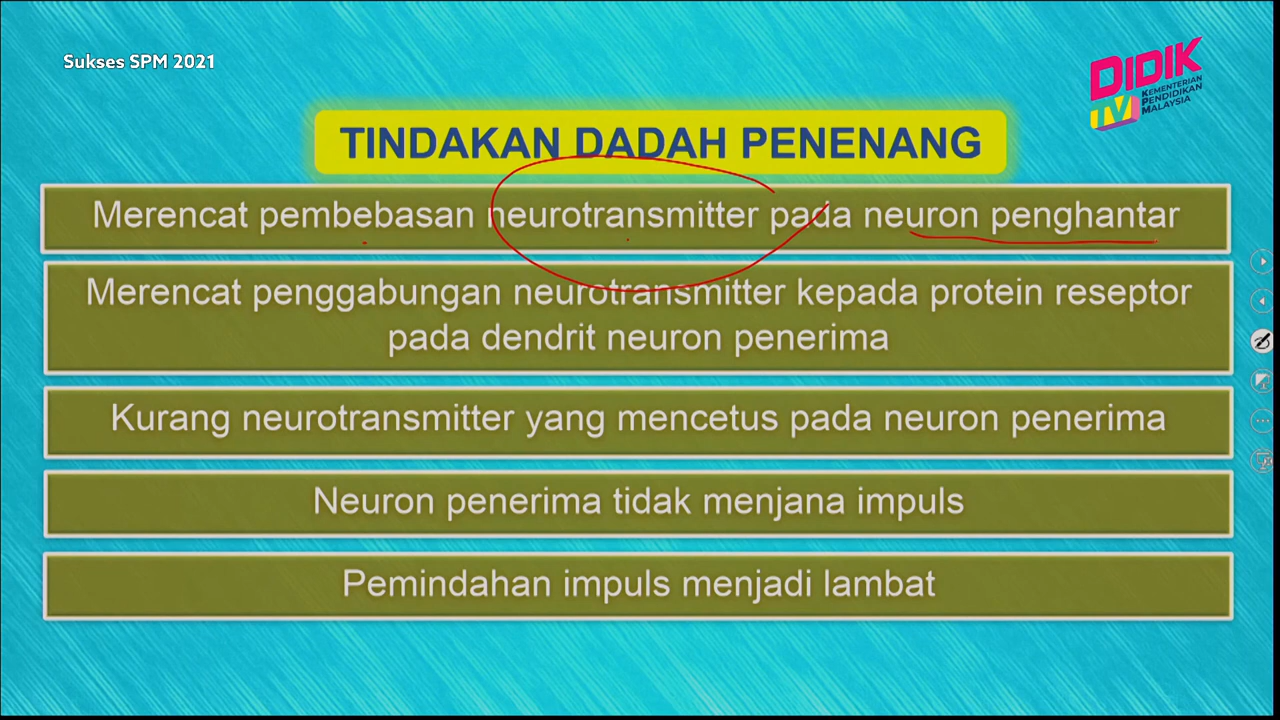 Sukses SPM 2021
DIDIK
TV
KEMENTERIAN
PENDIDIKAN
MALAYSIA
TINDAKAN DADAH PENENANG
Merencat pembebasan neurotransmitter pada neuron penghantar
Merencat penggabungan neurotransmitter kepada protein reseptor
pada dendrit neuron penerima
Kurang neurotransmitter yang mencetus pada neuron penerima
Neuron penerima tidak menjana impuls
Pemindahan impuls menjadi lambat